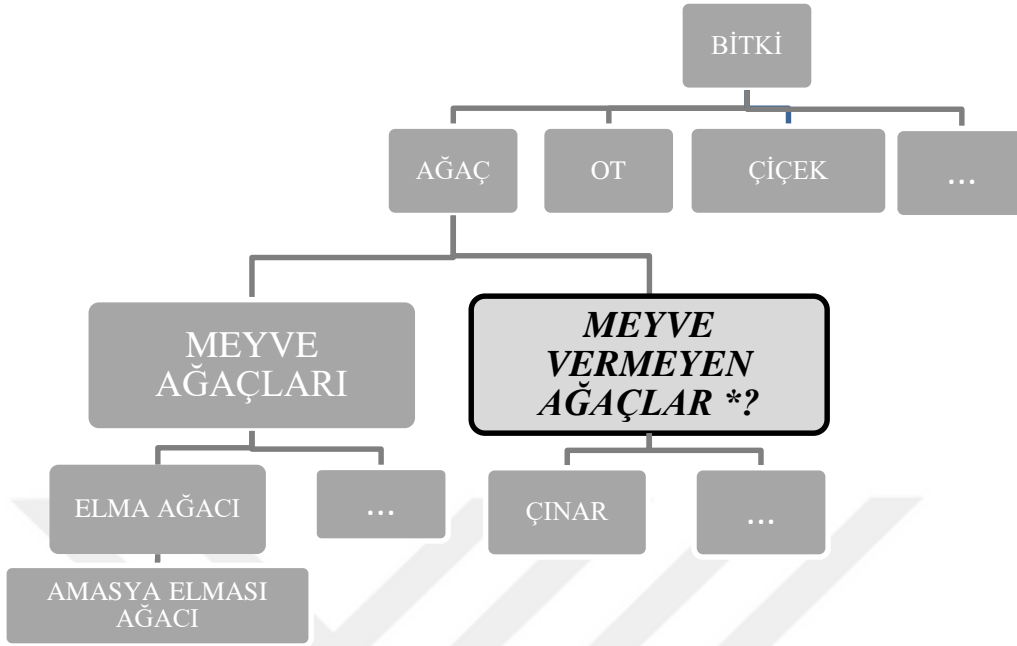 BİTKİ
AĞAÇ
OT
ÇİÇEK
...
MEYVE
AĞAÇLARI
MEYVE
VERMEYEN
AĞAÇLAR *?
ELMA AĞACI
...
ÇINAR
...
AMASYA ELMASI
AĞACI